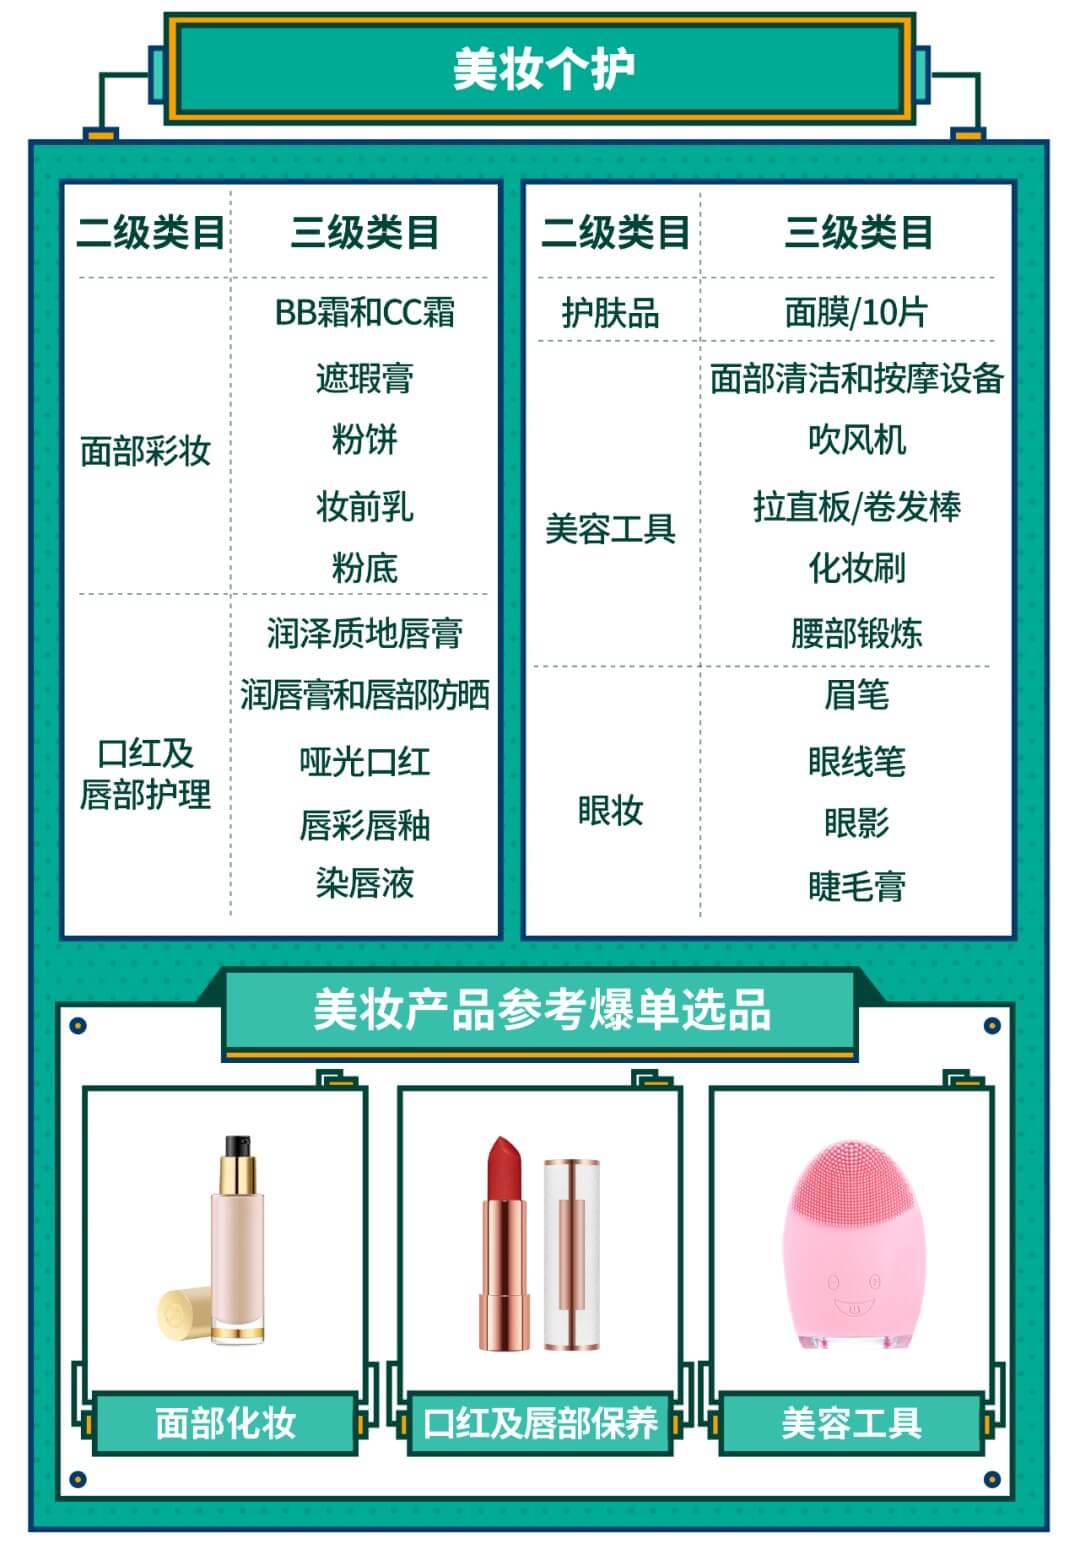 美妆个护
二级类目
三级类目
面部彩妆
BB霜和CC霜
遮瑕膏
粉饼
妆前乳
粉底
口红及
唇部护理
润泽质地唇膏
润唇膏和唇部防晒
哑光口红
唇彩唇釉
染唇液
二级类目
三级类目
护肤品
面膜/10片
美容工具
面部清洁和按摩设备
吹风机
拉直板/卷发棒
化妆刷
腰部锻炼
眼妆
眉笔
眼线笔
眼影
睫毛膏
美妆产品参考爆单选品
面部化妆
口红及唇部保养
美容工具